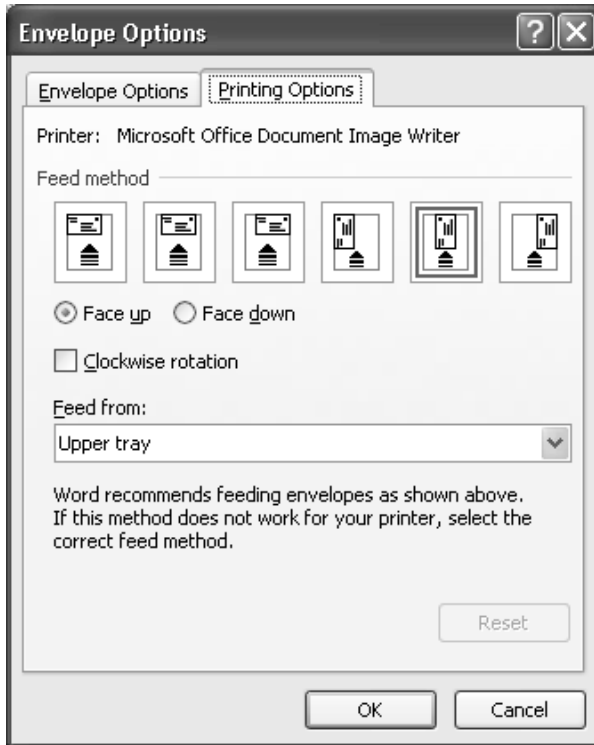 Envelope Options
Envelope Options
Printing Options
Printer: Microsoft Office Document Image Writer
Feed method
Face up
Face down
Clockwise rotation
Feed from:
Upper tray
Word recommends feeding envelopes as shown above.
If this method does not work for your printer, select the
correct feed method.
Reset
OK
Cancel